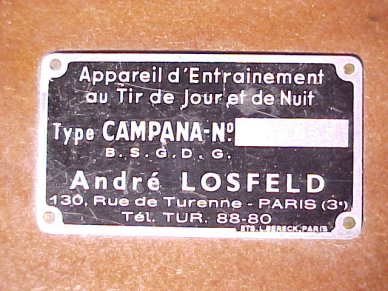 Appareil d'Entrainement
au Tir de Jour et de Nuit
Type CAMPANA-Nº
B.S.G.D.G.
André LOSFELD
130, Rue de Turenne - PARIS (3ᵉ)
Tél. TUR. 88-80
ETS. L. BERECK, PARIS